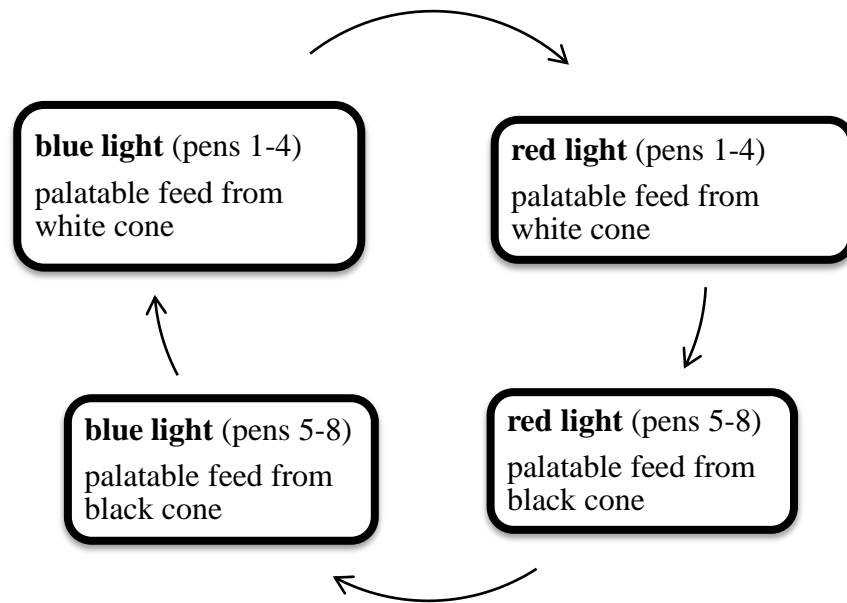 blue light (pens 1-4)
palatable feed from
white cone
red light (pens 1-4)
palatable feed from
white cone
blue light (pens 5-8)
palatable feed from
black cone
red light (pens 5-8)
palatable feed from
black cone